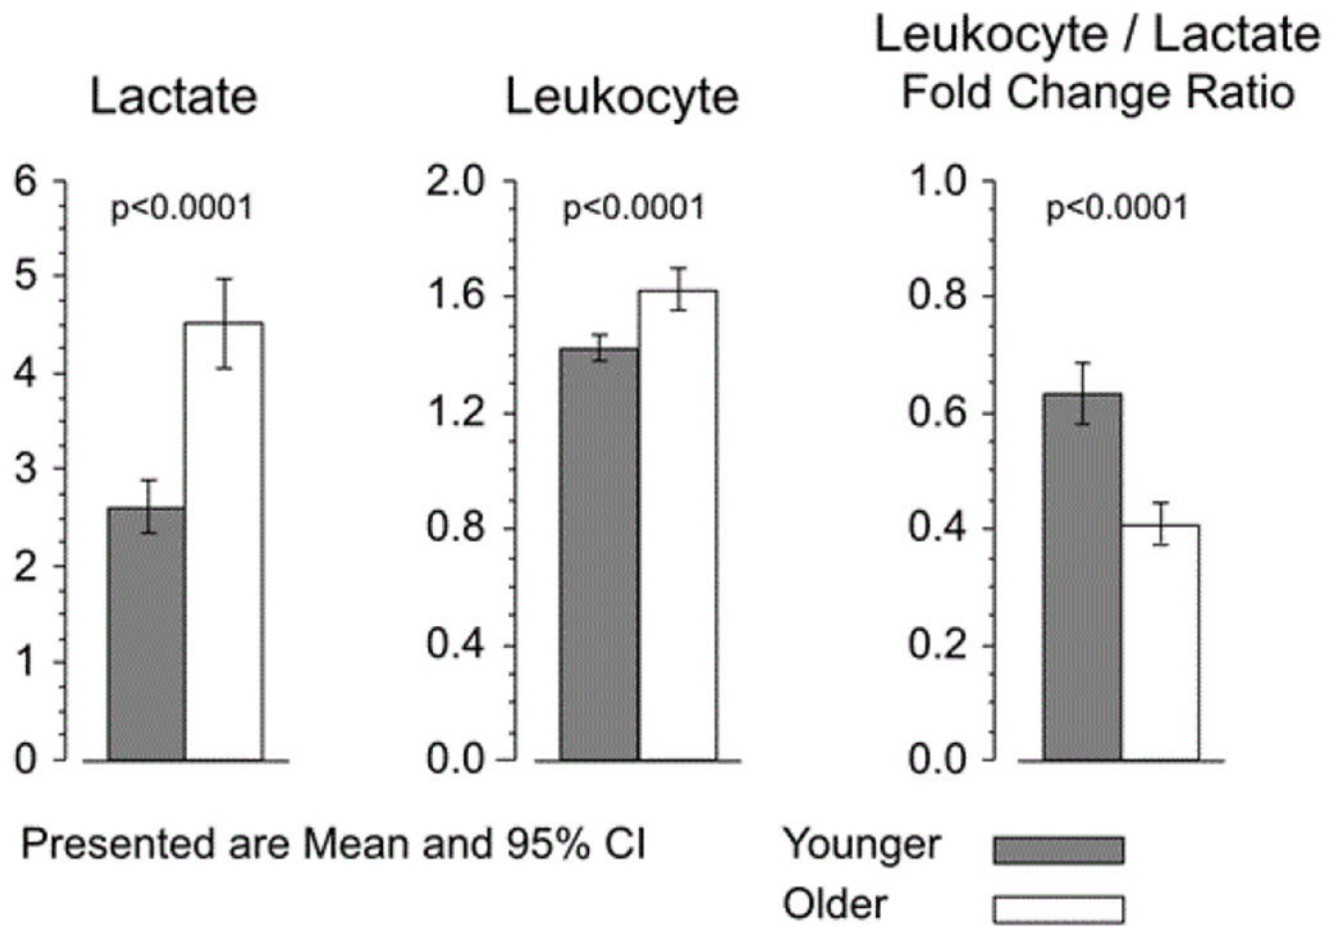 Lactate
6
5
4
3
2
1
0
p<0.0001
Leukocyte
2.0
1.6
1.2
0.8
0.4
0.0
p<0.0001
Leukocyte / Lactate
Fold Change Ratio
1.0
0.8
0.6
0.4
0.2
0.0
p<0.0001
Presented are Mean and 95% CI
Younger
Older